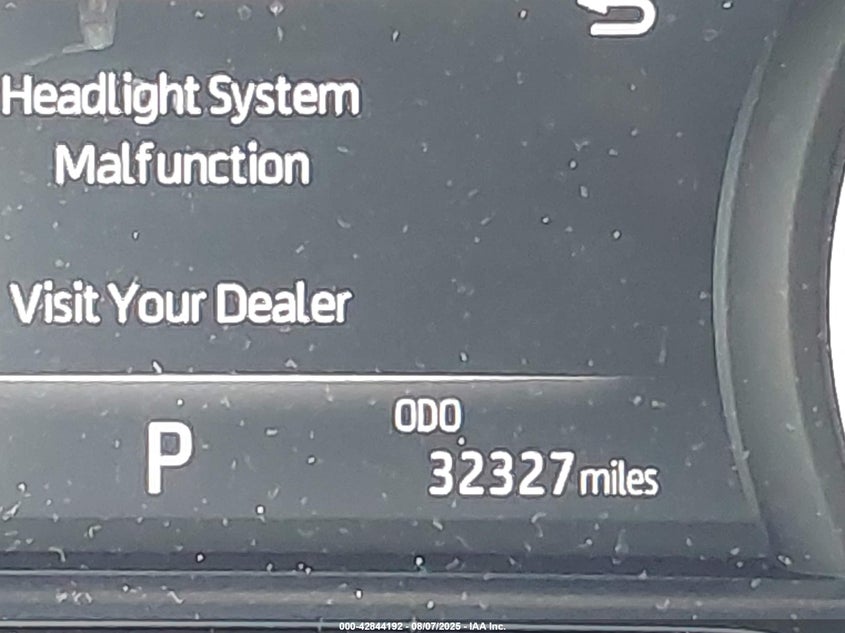 Headlight System
Malfunction
Visit Your Dealer
P
ODO
32327 miles
000-42844192 - 08/07/2025 - IAA Inc.